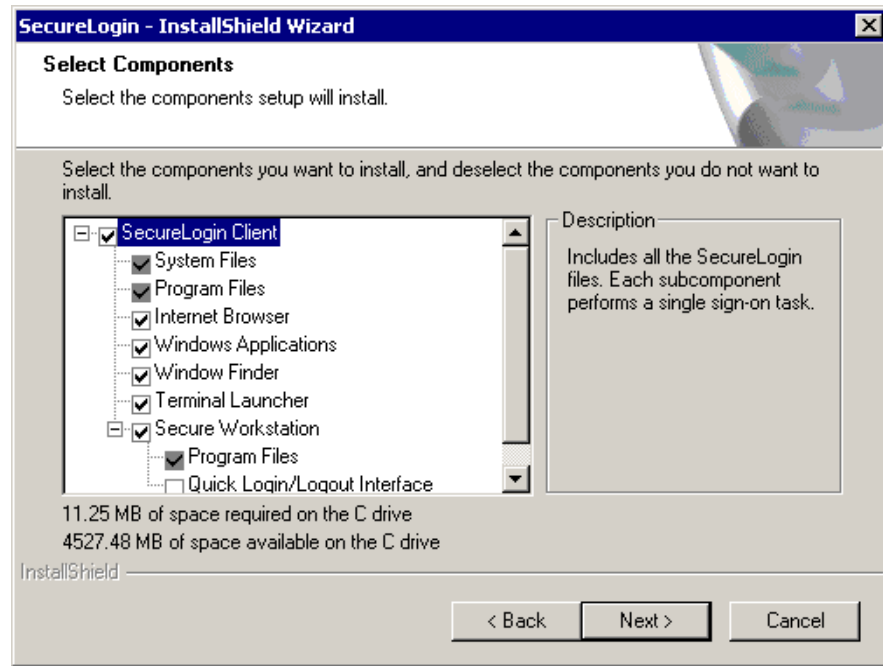 SecureLogin - InstallShield Wizard
Select Components
Select the components setup will install.
Select the components you want to install, and deselect the components you do not want to
install.
SecureLogin Client
System Files
Program Files
Internet Browser
Windows Applications
Window Finder
Terminal Launcher
Secure Workstation
Program Files
Quick Login/Logout Interface
Description
Includes all the SecureLogin
files. Each subcomponent
performs a single sign-on task.
11.25 MB of space required on the C drive
4527.48 MB of space available on the C drive
InstallShield
< Back
Next >
Cancel